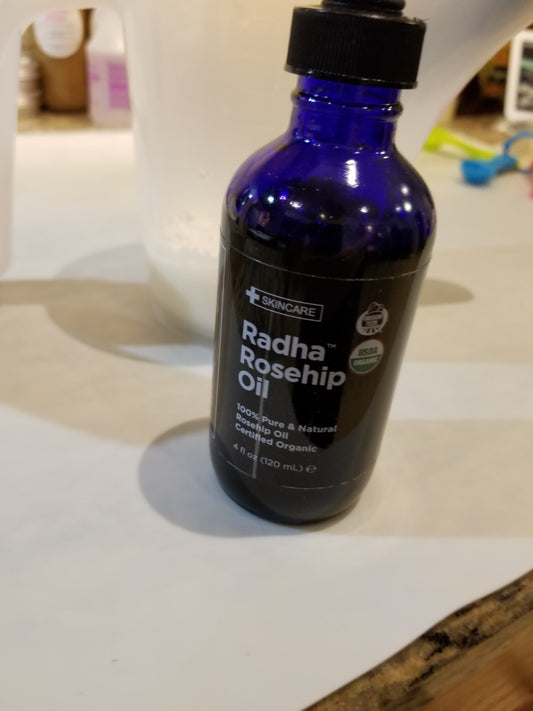 + SKINCARE
Radha™
Rosehip
Oil
USDA
ORGANIC
100% Pure & Natural
Rosehip Oil
Certified Organic
4 fl oz (120 mL) ℮